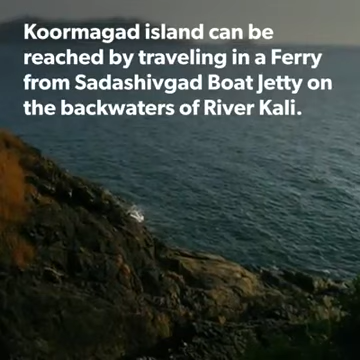 Koormagad island can be
reached by traveling in a Ferry
from Sadashivgad Boat Jetty on
the backwaters of River Kali.